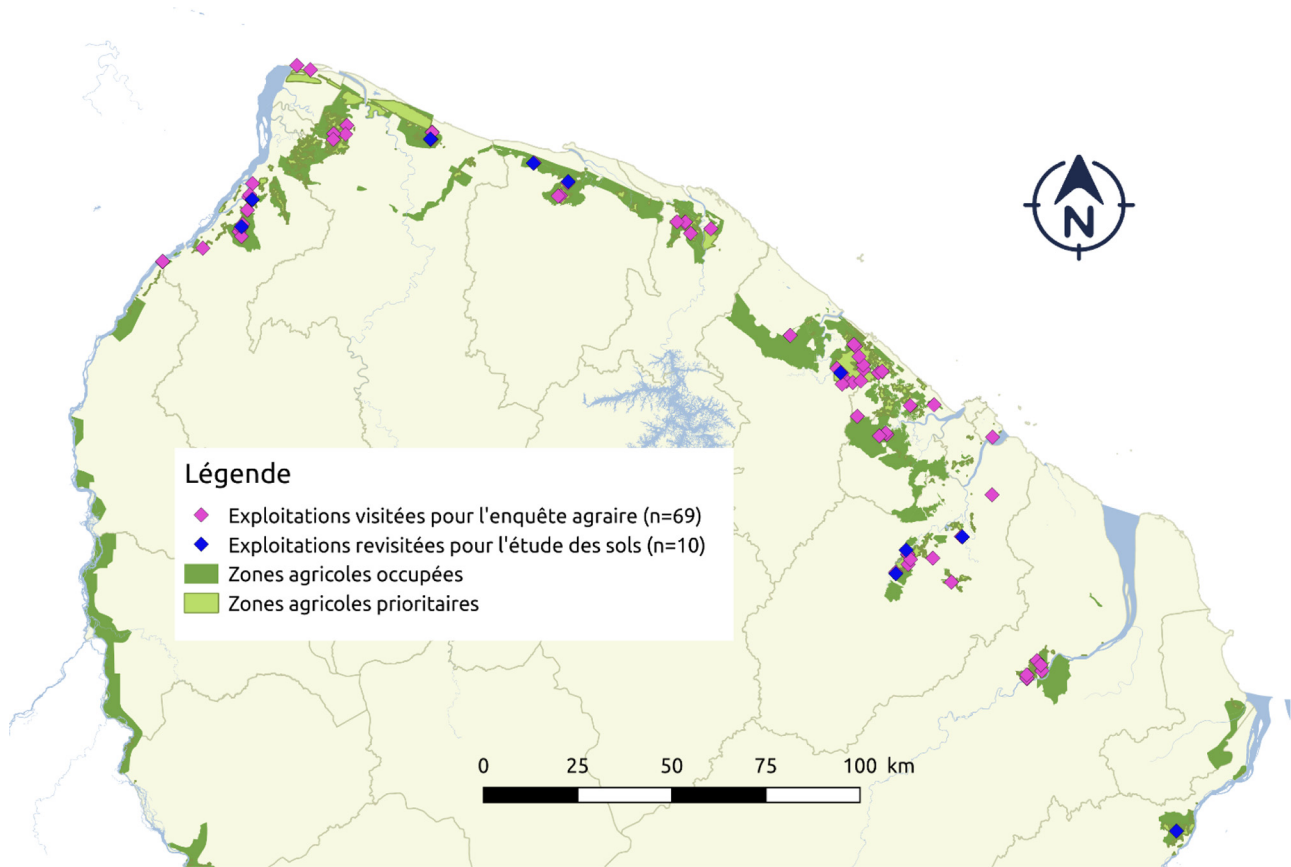 N
Légende
Exploitations visitées pour l'enquête agraire (n=69)
Exploitations revisitées pour l'étude des sols (n=10)
Zones agricoles occupées
Zones agricoles prioritaires
0 25 50 75 100 km